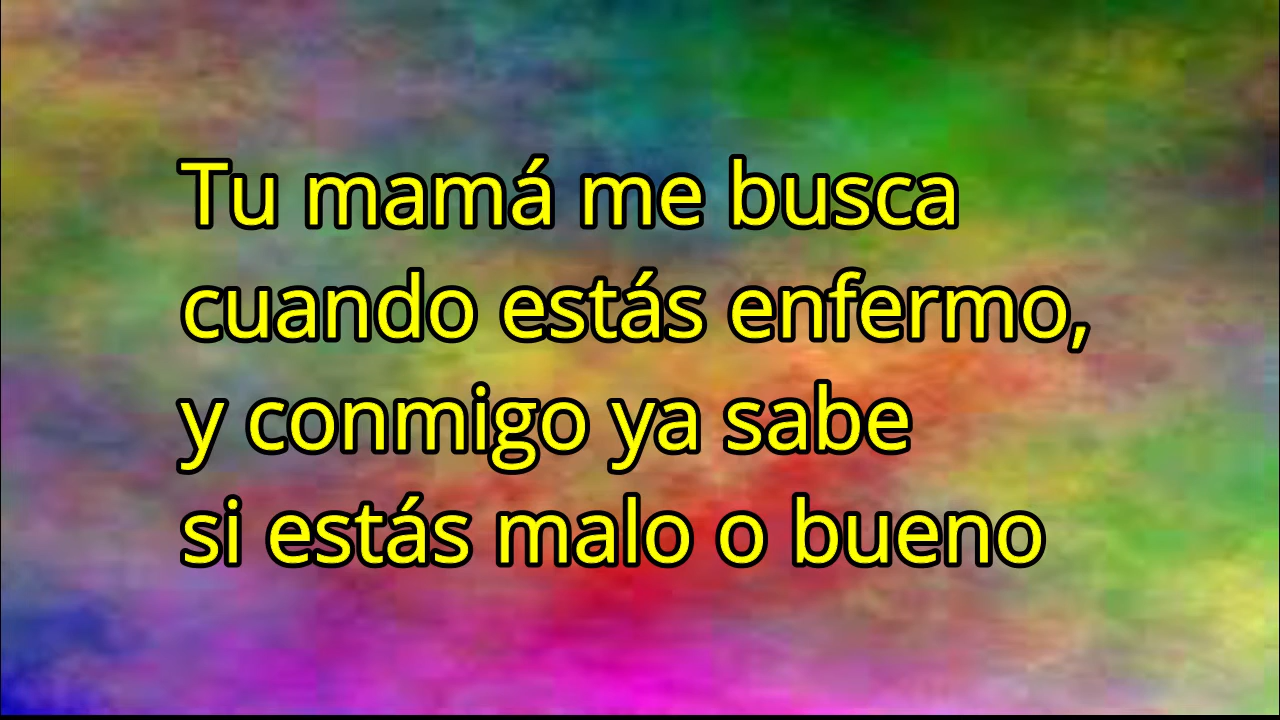 Tu mamá me busca
cuando estás enfermo,
y conmigo ya sabe
si estás malo o bueno